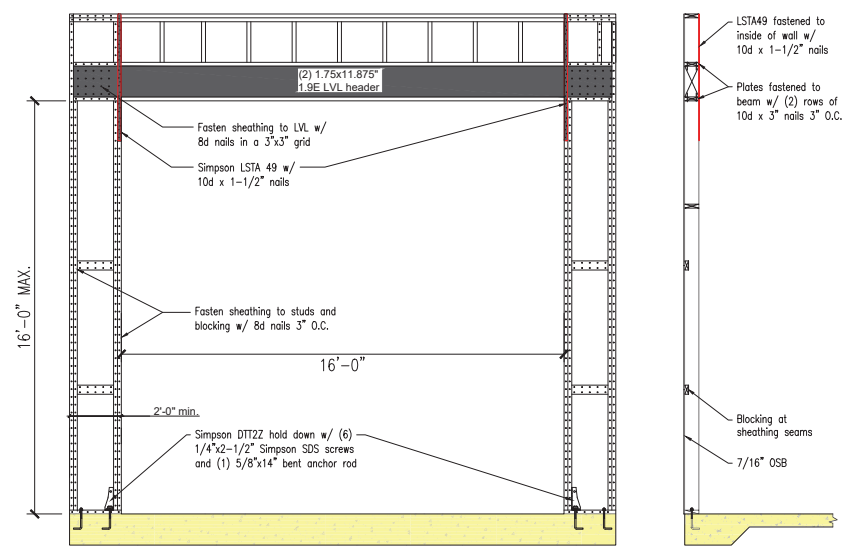 (2) 1.75x11.875"
1.9E LVL header
Fasten sheathing to LVL w/
8d nails in a 3"x3" grid
Simpson LSTA 49 w/
10d x 1-1/2" nails
16'-0" MAX.
Fasten sheathing to studs and
blocking w/ 8d nails 3" O.C.
16'-0"
2'-0" min.
Simpson DTT2Z hold down w/ (6)
1/4"x2-1/2" Simpson SDS screws
and (1) 5/8"x14" bent anchor rod
LSTA49 fastened to
inside of wall w/
10d x 1-1/2" nails
Plates fastened to
beam w/ (2) rows of
10d x 3" nails 3" O.C.
Blocking at
sheathing seams
7/16" OSB